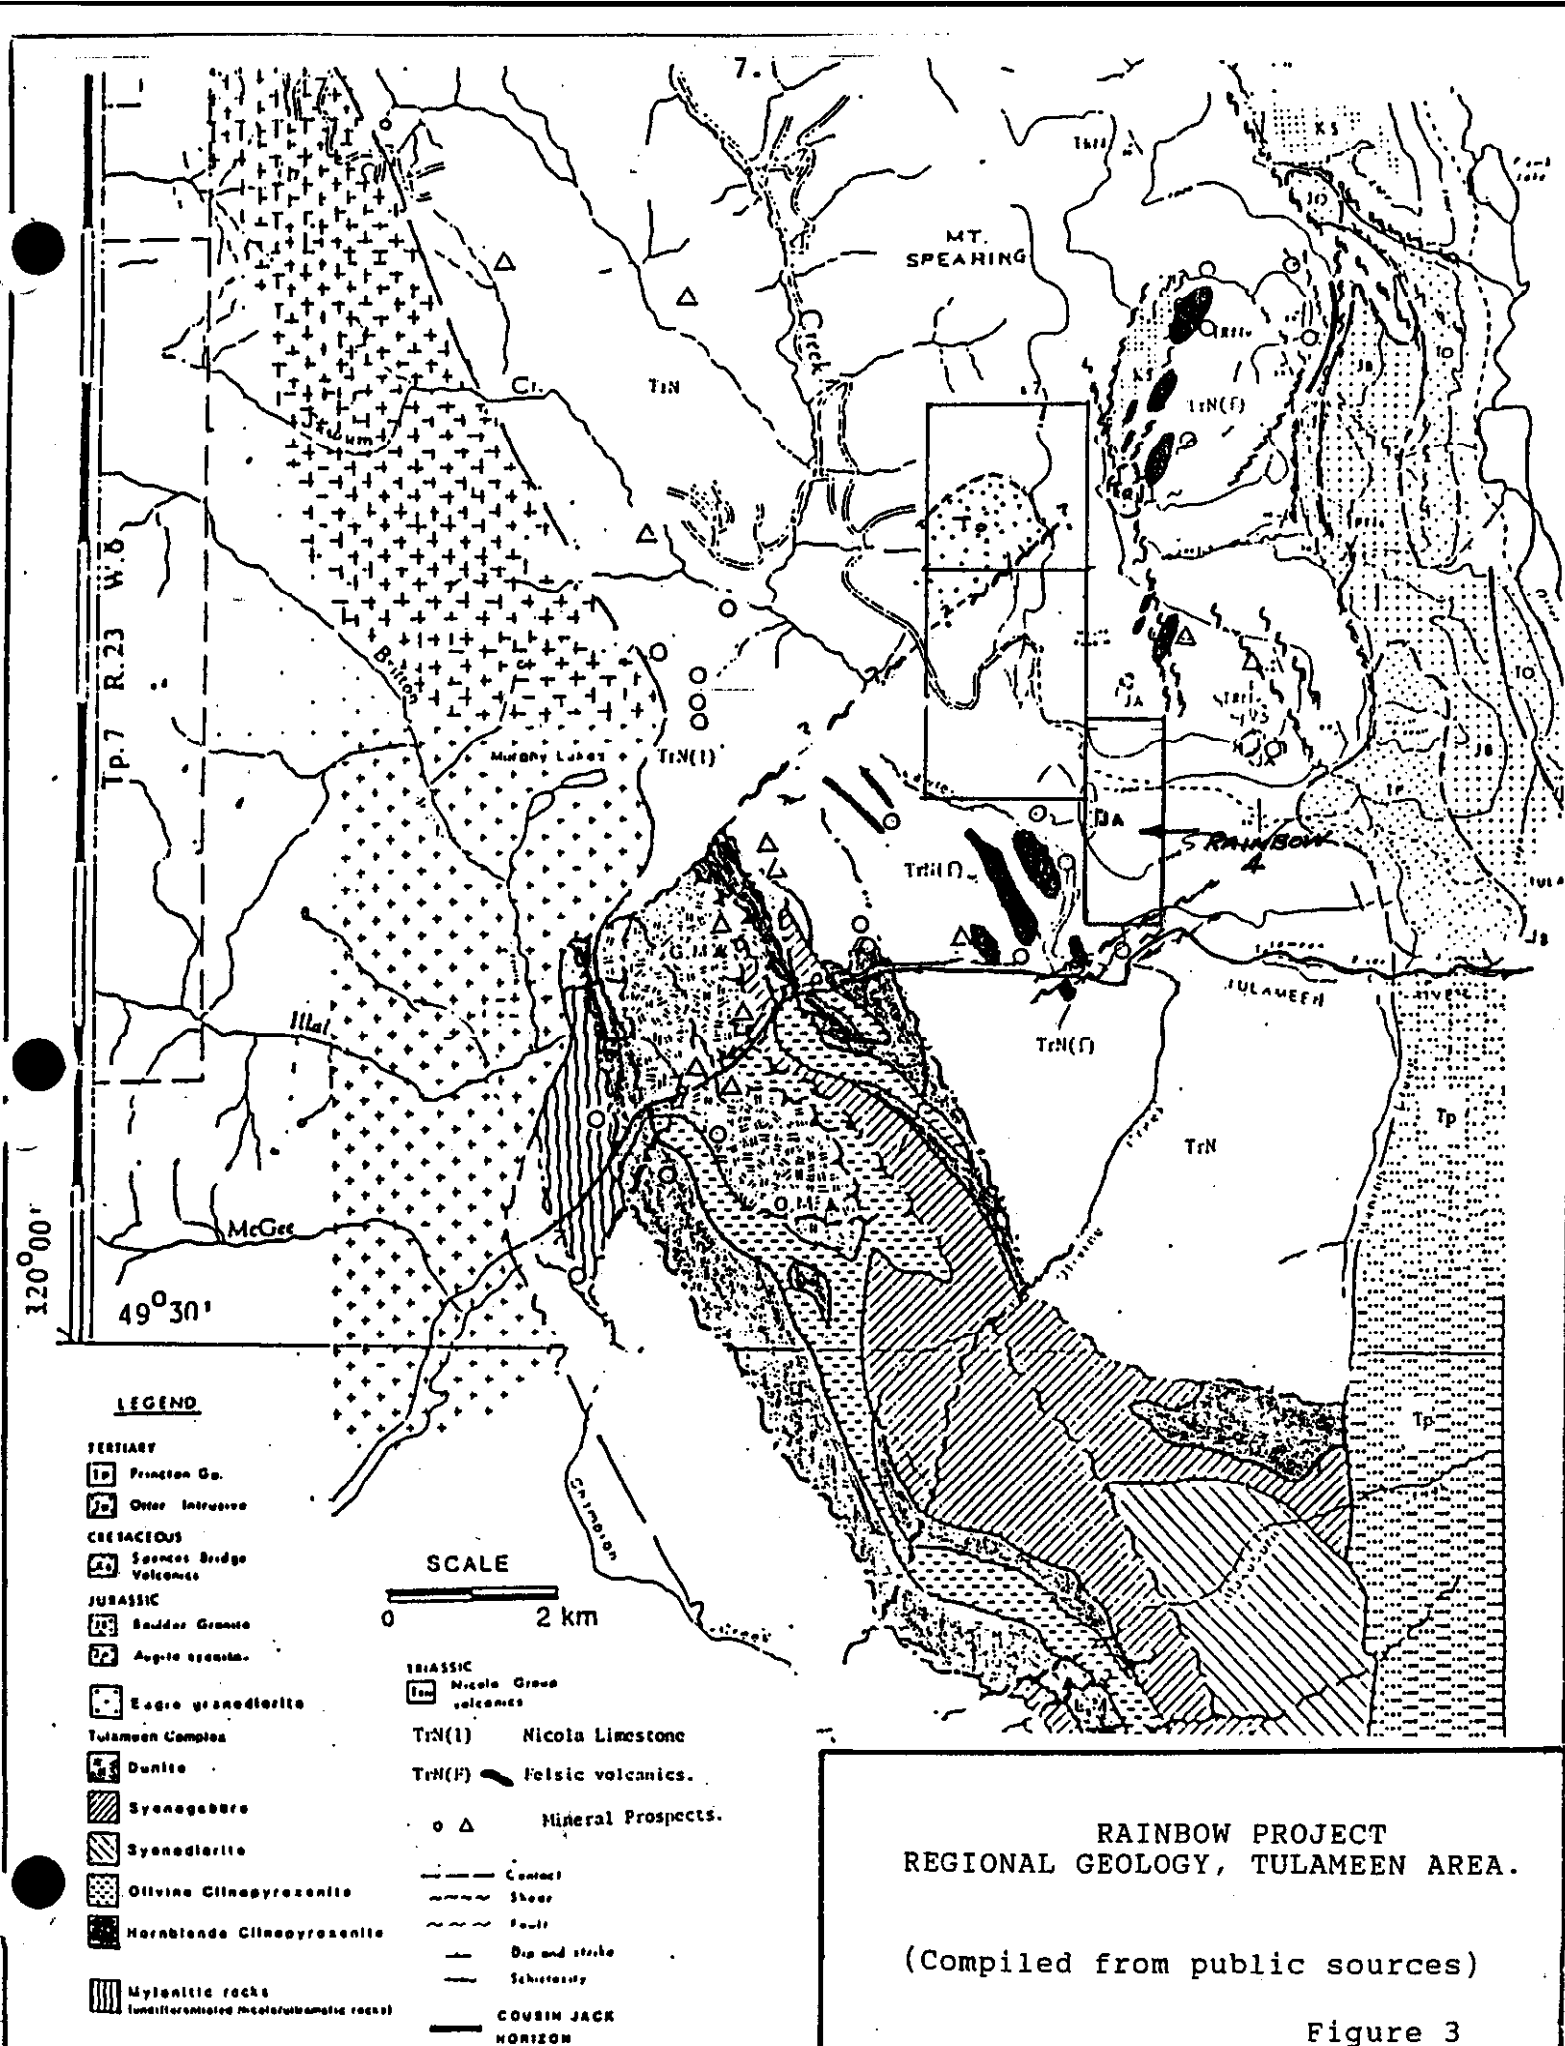 7.
KS
MT.
SPEARING
Creek
TrN
Cr.
TrN(f)
Tp.7 R.23 W.6
Britton
JA
Murphy Lakes
TrN(l)
JA
RAINBOW
4
TULAMEEN
Illal
TrN(f)
TrN
Tp
McGee
120°00'
49°30'
Tp
LEGEND
TERTIARY
Princeton Gp.
Otter Intrusive
CRETACEOUS
Spences Bridge
Volcanics
SCALE
0 2 km
JURASSIC
Boulder Granite
Augite syenite.
Eagle granodiorite
Tulameen Complex
Dunite
Syenogabbro
Syenodiorite
Olivine Clinopyroxenite
Hornblende Clinopyroxenite
Mylonitic rocks
TRIASSIC
Nicola Group
volcanics
TrN(l) Nicola Limestone
TrN(F) Felsic volcanics.
Mineral Prospects.
Contact
Shear
Fault
Dip and strike
Schistosity
COUSIN JACK
HORIZON
RAINBOW PROJECT
REGIONAL GEOLOGY, TULAMEEN AREA.
(Compiled from public sources)
Figure 3